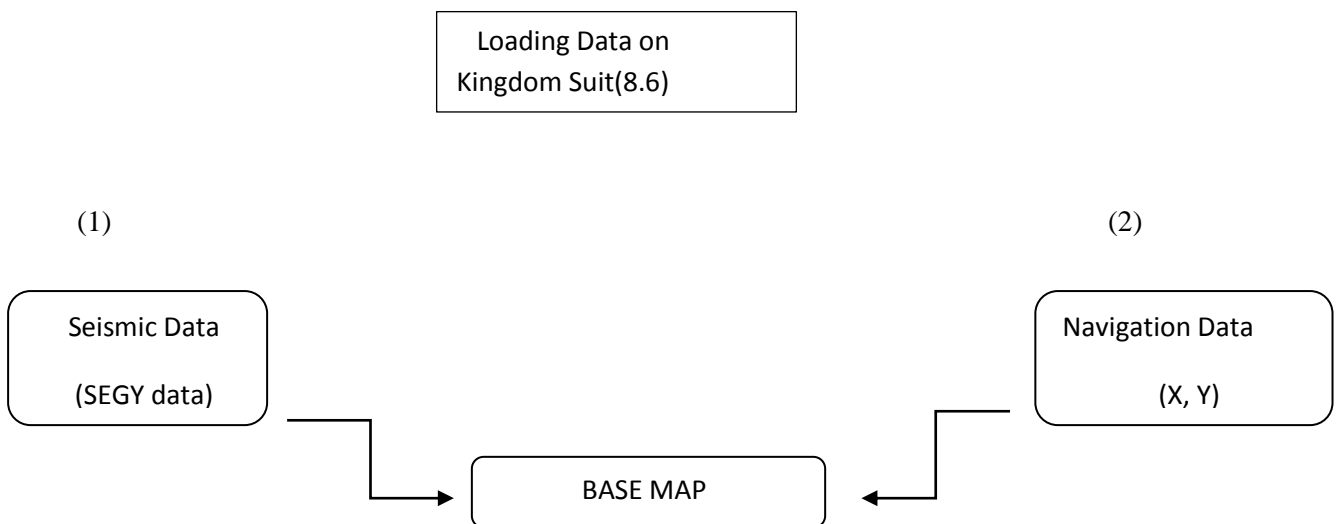 Loading Data on
Kingdom Suit(8.6)
(1)
(2)
Seismic Data
(SEGY data)
Navigation Data
(X, Y)
BASE MAP